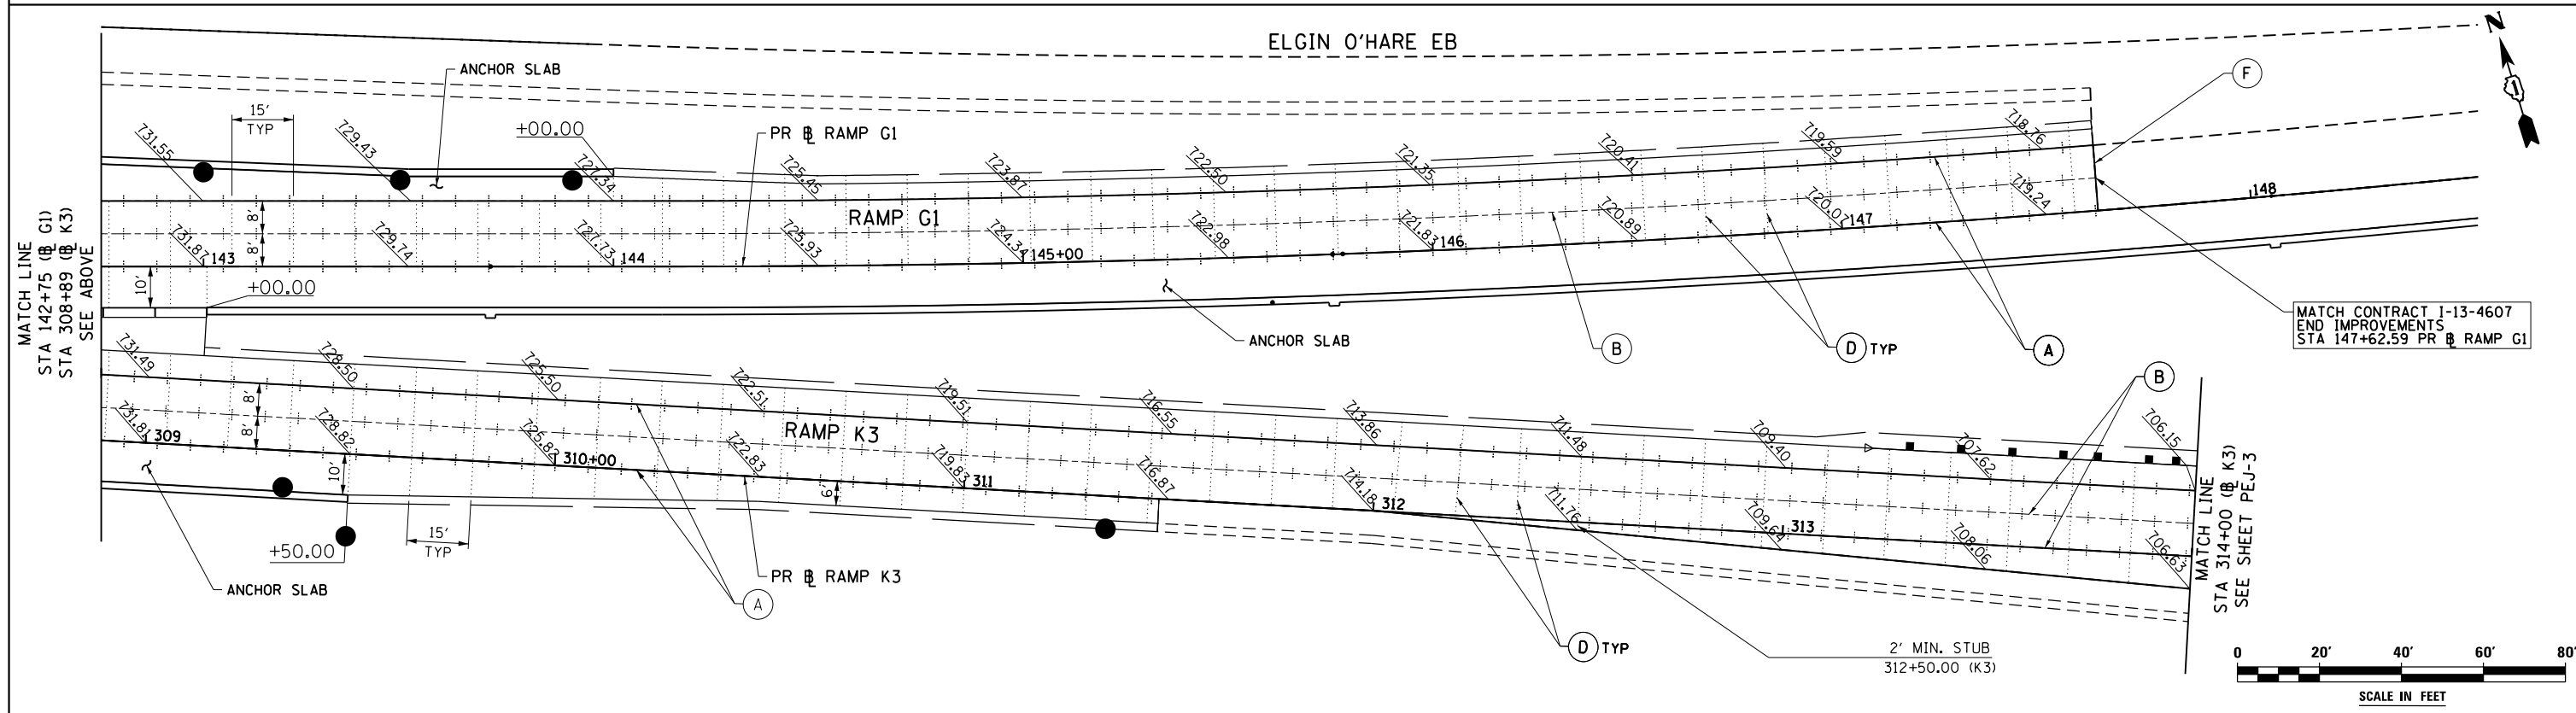 ELGIN O'HARE EB
N
ANCHOR SLAB
F
15'
TYP
+00.00
PR BL RAMP G1
731.55
729.43
727.34
725.45
723.87
722.50
721.35
720.41
719.59
718.76
RAMP G1
8'
8'
731.87
143
729.74
727.73
144
725.93
724.34
145+00
722.98
721.83
146
720.89
720.07
147
719.24
148
MATCH LINE
STA 142+75 (BL G1)
STA 308+89 (BL K3)
SEE ABOVE
10'
+00.00
ANCHOR SLAB
B
D TYP
A
MATCH CONTRACT I-13-4607
END IMPROVEMENTS
STA 147+62.59 PR BL RAMP G1
731.49
728.50
725.50
722.51
719.51
716.55
713.86
711.48
709.40
707.62
706.15
B
RAMP K3
8'
8'
731.81
309
728.82
725.82
310+00
722.83
719.83
311
716.87
714.18
312
711.76
709.64
313
708.06
706.63
10'
6'
15'
TYP
+50.00
ANCHOR SLAB
A
PR BL RAMP K3
D TYP
2' MIN. STUB
312+50.00 (K3)
MATCH LINE
STA 314+00 (BL K3)
SEE SHEET PEJ-3
0 20' 40' 60' 80'
SCALE IN FEET